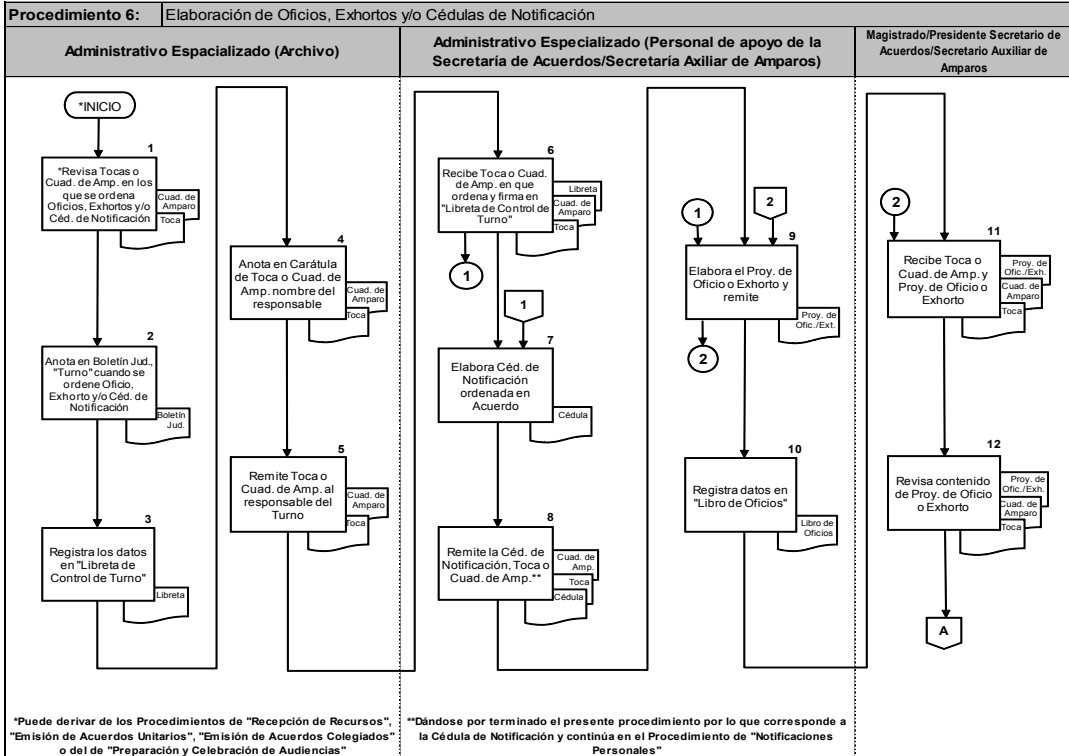 Procedimiento 6: Elaboración de Oficios, Exhortos y/o Cédulas de Notificación
Administrativo Espacializado (Archivo)
Administrativo Especializado (Personal de apoyo de la
Secretaría de Acuerdos/Secretaría Axiliar de Amparos)
Magistrado/Presidente Secretario de
Acuerdos/Secretario Auxiliar de
Amparos
*INICIO
1
*Revisa Tocas o
Cuad. de Amp. en los
que se ordena
Oficios, Exhortos y/o
Céd. de Notificación
Cuad. de
Amparo
Toca
2
Anota en Boletín Jud.,
"Turno" cuando se
ordene Oficio,
Exhorto y/o Céd. de
Notificación
Boletín
Jud.
3
Registra los datos
en "Libreta de
Control de Turno"
Libreta
4
Anota en Carátula
de Toca o Cuad. de
Amp. nombre del
responsable
Cuad. de
Amparo
Toca
5
Remite Toca o
Cuad. de Amp. al
responsable del
Turno
Cuad. de
Amparo
Toca
6
Recibe Toca o Cuad.
de Amp. en que
ordena y firma en
"Libreta de Control de
Turno"
Libreta
Cuad. de
Amparo
Toca
1
1
7
Elabora Céd. de
Notificación
ordenada en
Acuerdo
Cédula
8
Remite la Céd. de
Notificación, Toca o
Cuad. de Amp.**
Cuad. de
Amp.
Toca
Cédula
1
2
9
Elabora el Proy. de
Oficio o Exhorto y
remite
Proy. de
Ofic./Ext.
2
10
Registra datos en
"Libro de Oficios"
Libro de
Oficios
2
11
Recibe Toca o
Cuad. de Amp. y
Proy. de Oficio o
Exhorto
Proy. de
Ofic./Exh.
Cuad. de
Amparo
Toca
12
Revisa contenido
de Proy. de Oficio
o Exhorto
Proy. de
Ofic./Exh.
Cuad. de
Amparo
Toca
A
*Puede derivar de los Procedimientos de "Recepción de Recursos",
"Emisión de Acuerdos Unitarios", "Emisión de Acuerdos Colegiados"
o del de "Preparación y Celebración de Audiencias"
**Dándose por terminado el presente procedimiento por lo que corresponde a
la Cédula de Notificación y continúa en el Procedimiento de "Notificaciones
Personales"